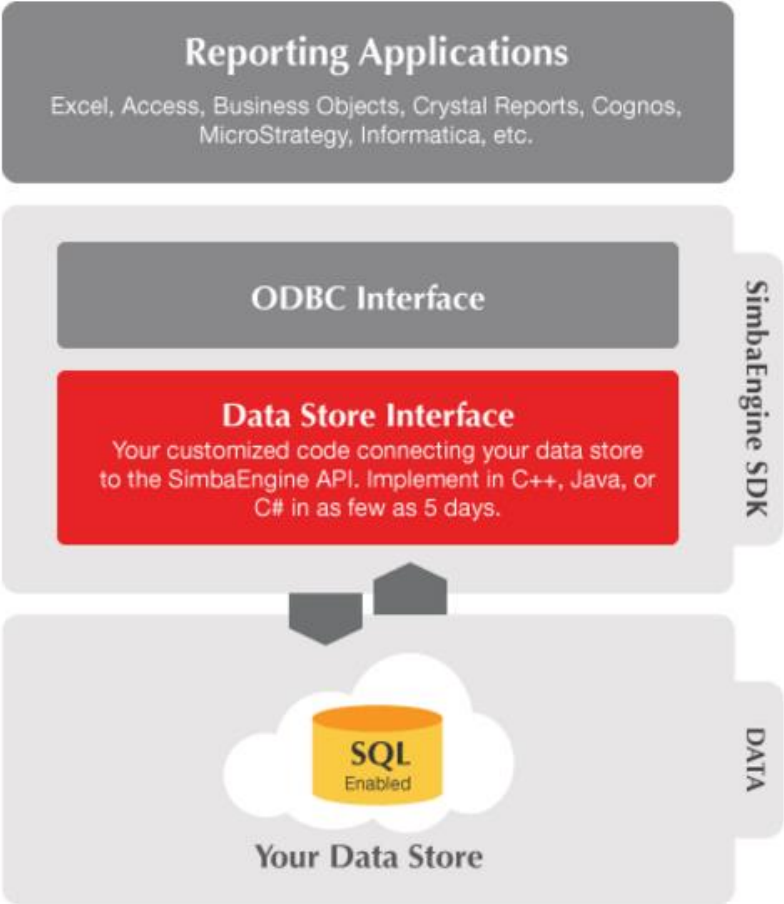 Reporting Applications
Excel, Access, Business Objects, Crystal Reports, Cognos,
MicroStrategy, Informatica, etc.
ODBC Interface
Data Store Interface
Your customized code connecting your data store
to the SimbaEngine API. Implement in C++, Java, or
C# in as few as 5 days.
SimbaEngine SDK
SQL
Enabled
Your Data Store
DATA